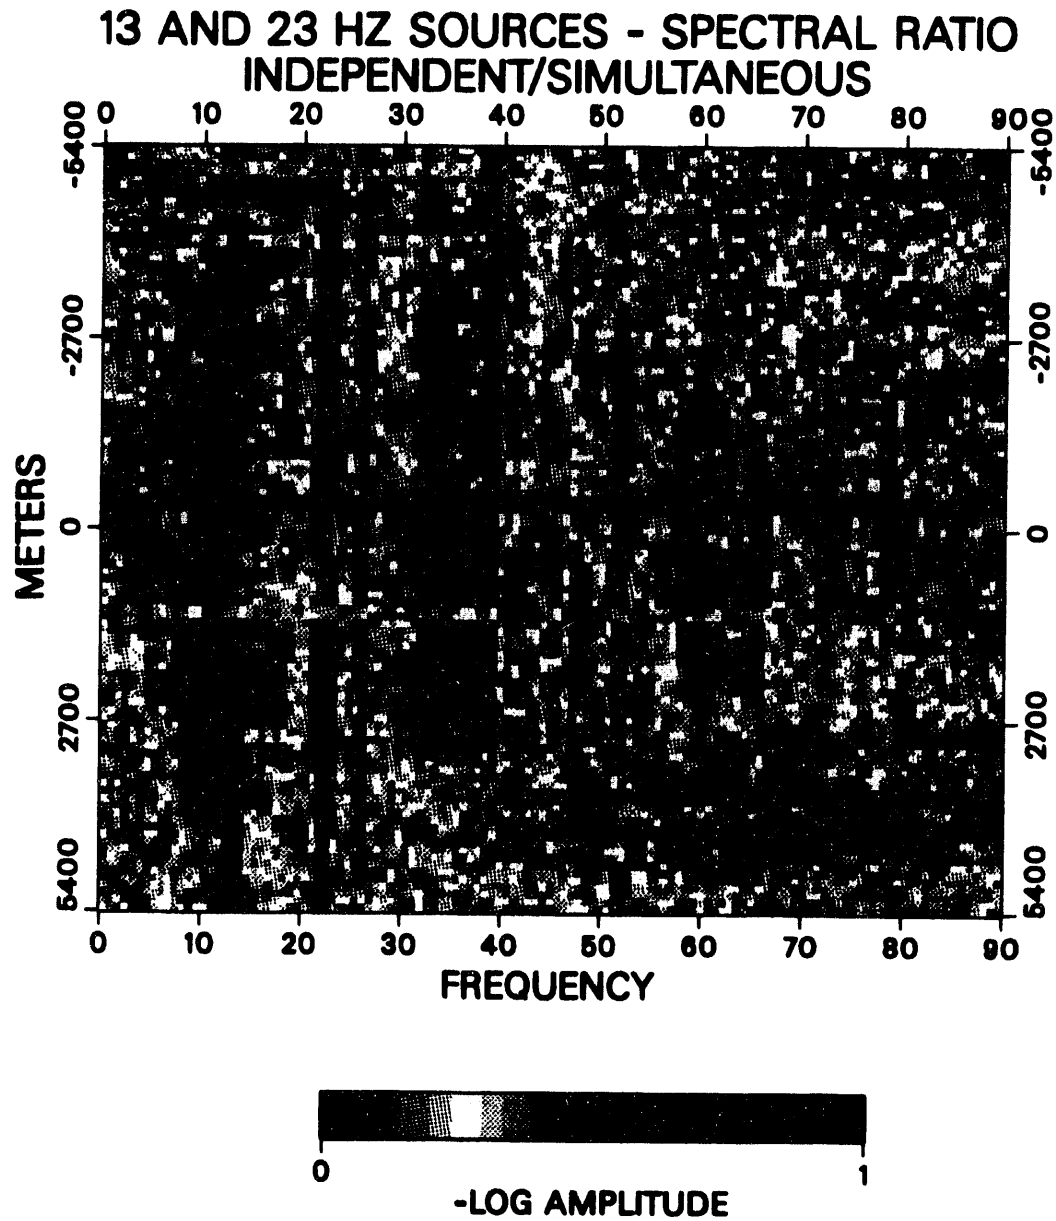 13 AND 23 HZ SOURCES - SPECTRAL RATIO
INDEPENDENT/SIMULTANEOUS
0 10 20 30 40 50 60 70 80 90
-5400 -5400
-2700 -2700
METERS
0 0
2700 2700
5400 5400
0 10 20 30 40 50 60 70 80 90
FREQUENCY
0 1
-LOG AMPLITUDE